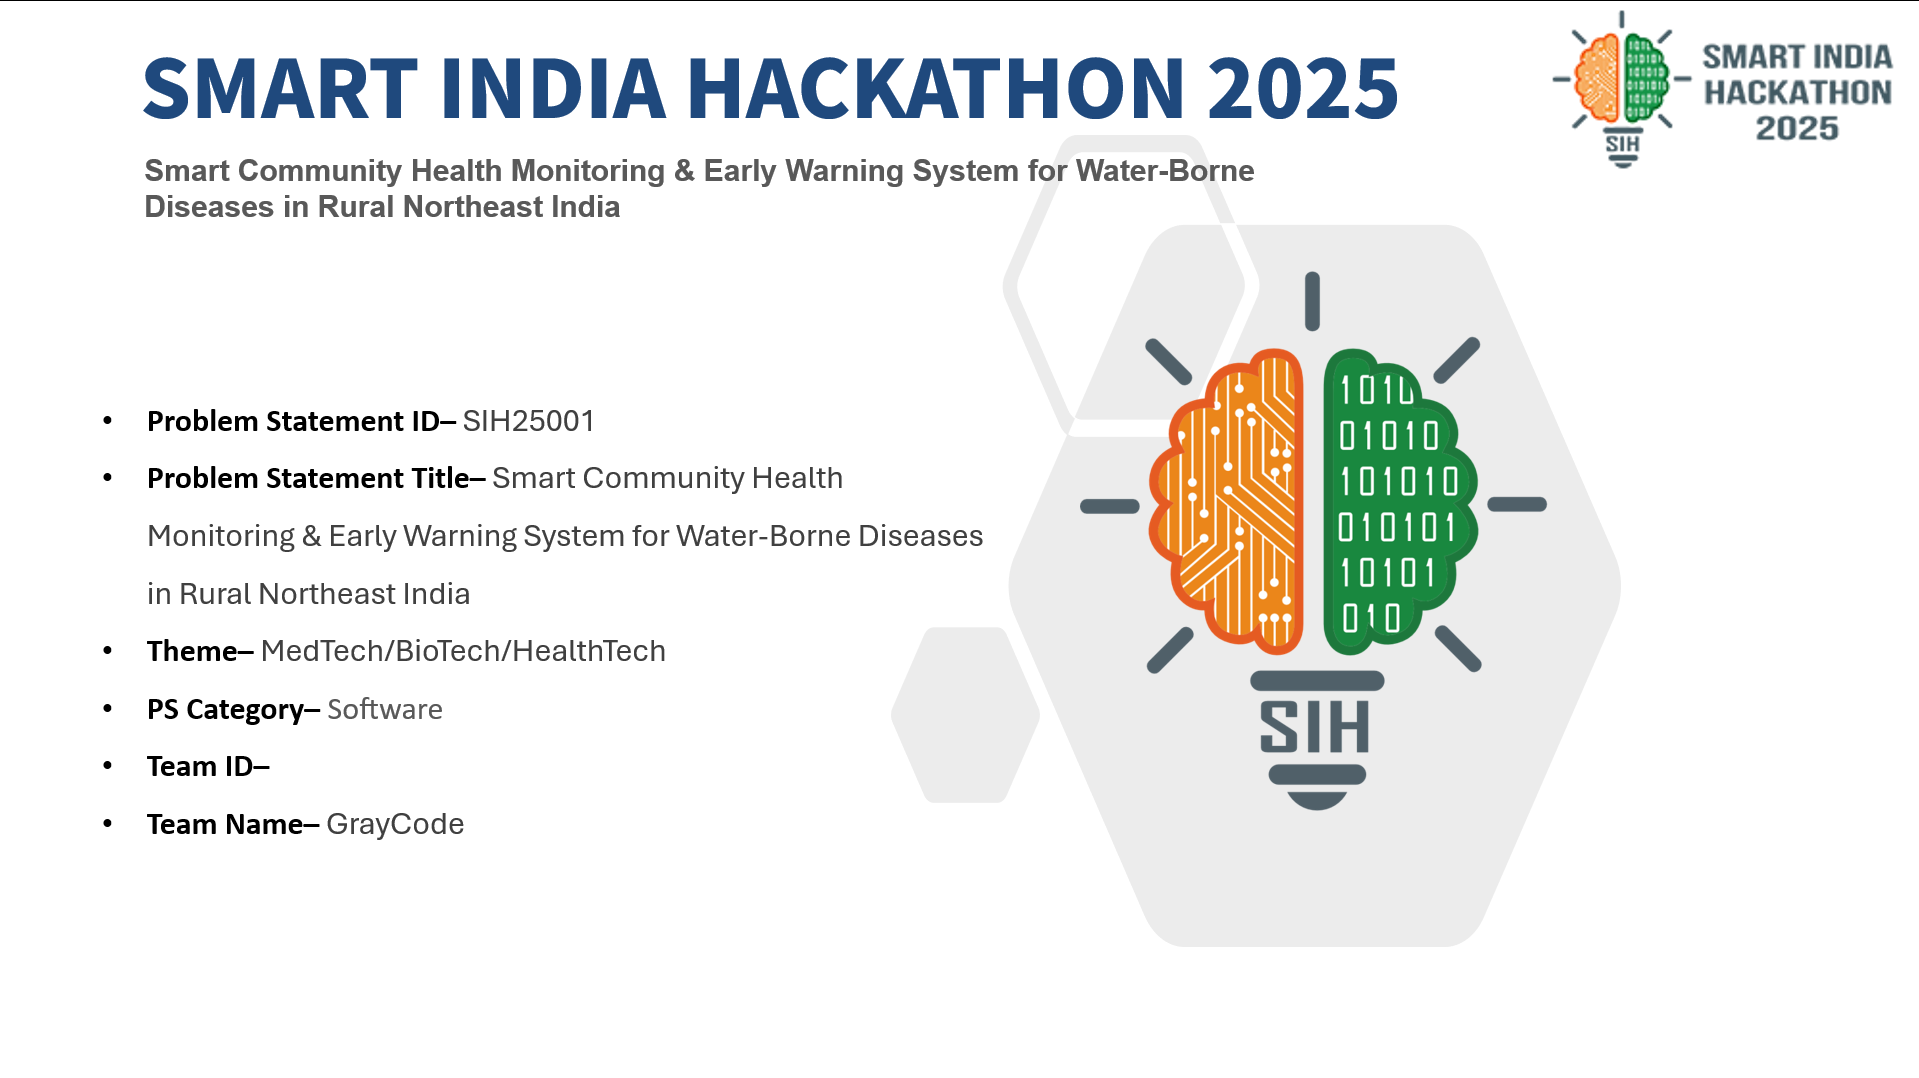 SMART INDIA HACKATHON 2025
SMART INDIA
HACKATHON
2025
SIH
Smart Community Health Monitoring & Early Warning System for Water-Borne
Diseases in Rural Northeast India
• Problem Statement ID– SIH25001
• Problem Statement Title– Smart Community Health
Monitoring & Early Warning System for Water-Borne Diseases
in Rural Northeast India
• Theme– MedTech/BioTech/HealthTech
• PS Category– Software
• Team ID–
• Team Name– GrayCode
1010
01010
101010
010101
10101
010
SIH